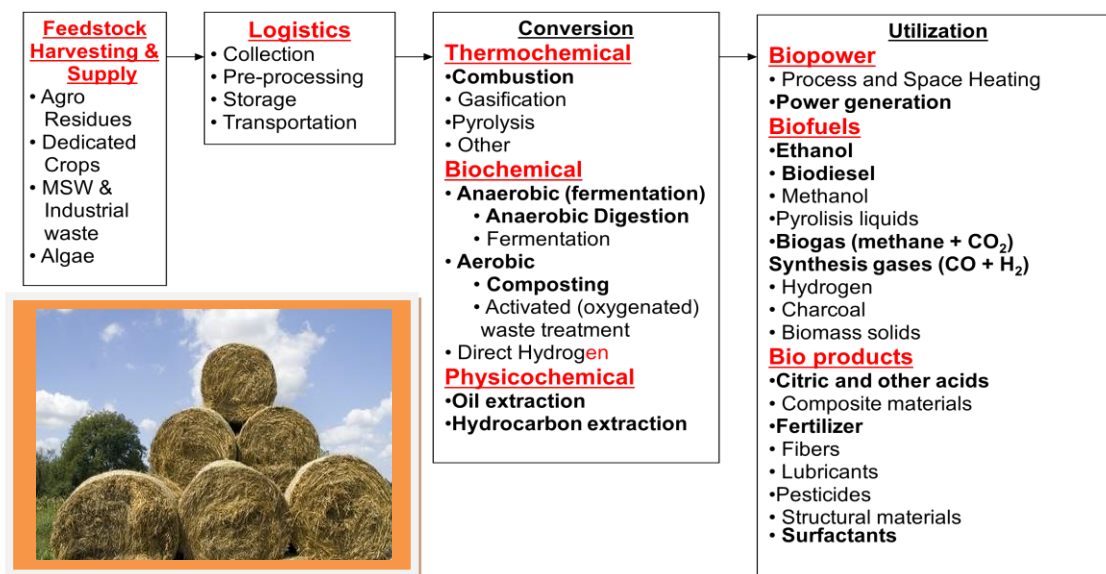 Feedstock
Harvesting &
Supply
• Agro
Residues
• Dedicated
Crops
• MSW &
Industrial
waste
• Algae
Logistics
• Collection
• Pre-processing
• Storage
• Transportation
Conversion
Thermochemical
•Combustion
• Gasification
•Pyrolysis
• Other
Biochemical
• Anaerobic (fermentation)
• Anaerobic Digestion
• Fermentation
• Aerobic
• Composting
• Activated (oxygenated)
waste treatment
• Direct Hydrogen
Physicochemical
•Oil extraction
•Hydrocarbon extraction
Utilization
Biopower
• Process and Space Heating
•Power generation
Biofuels
•Ethanol
• Biodiesel
• Methanol
•Pyrolisis liquids
•Biogas (methane + CO₂)
Synthesis gases (CO + H₂)
• Hydrogen
• Charcoal
• Biomass solids
Bio products
•Citric and other acids
• Composite materials
•Fertilizer
• Fibers
• Lubricants
•Pesticides
• Structural materials
• Surfactants